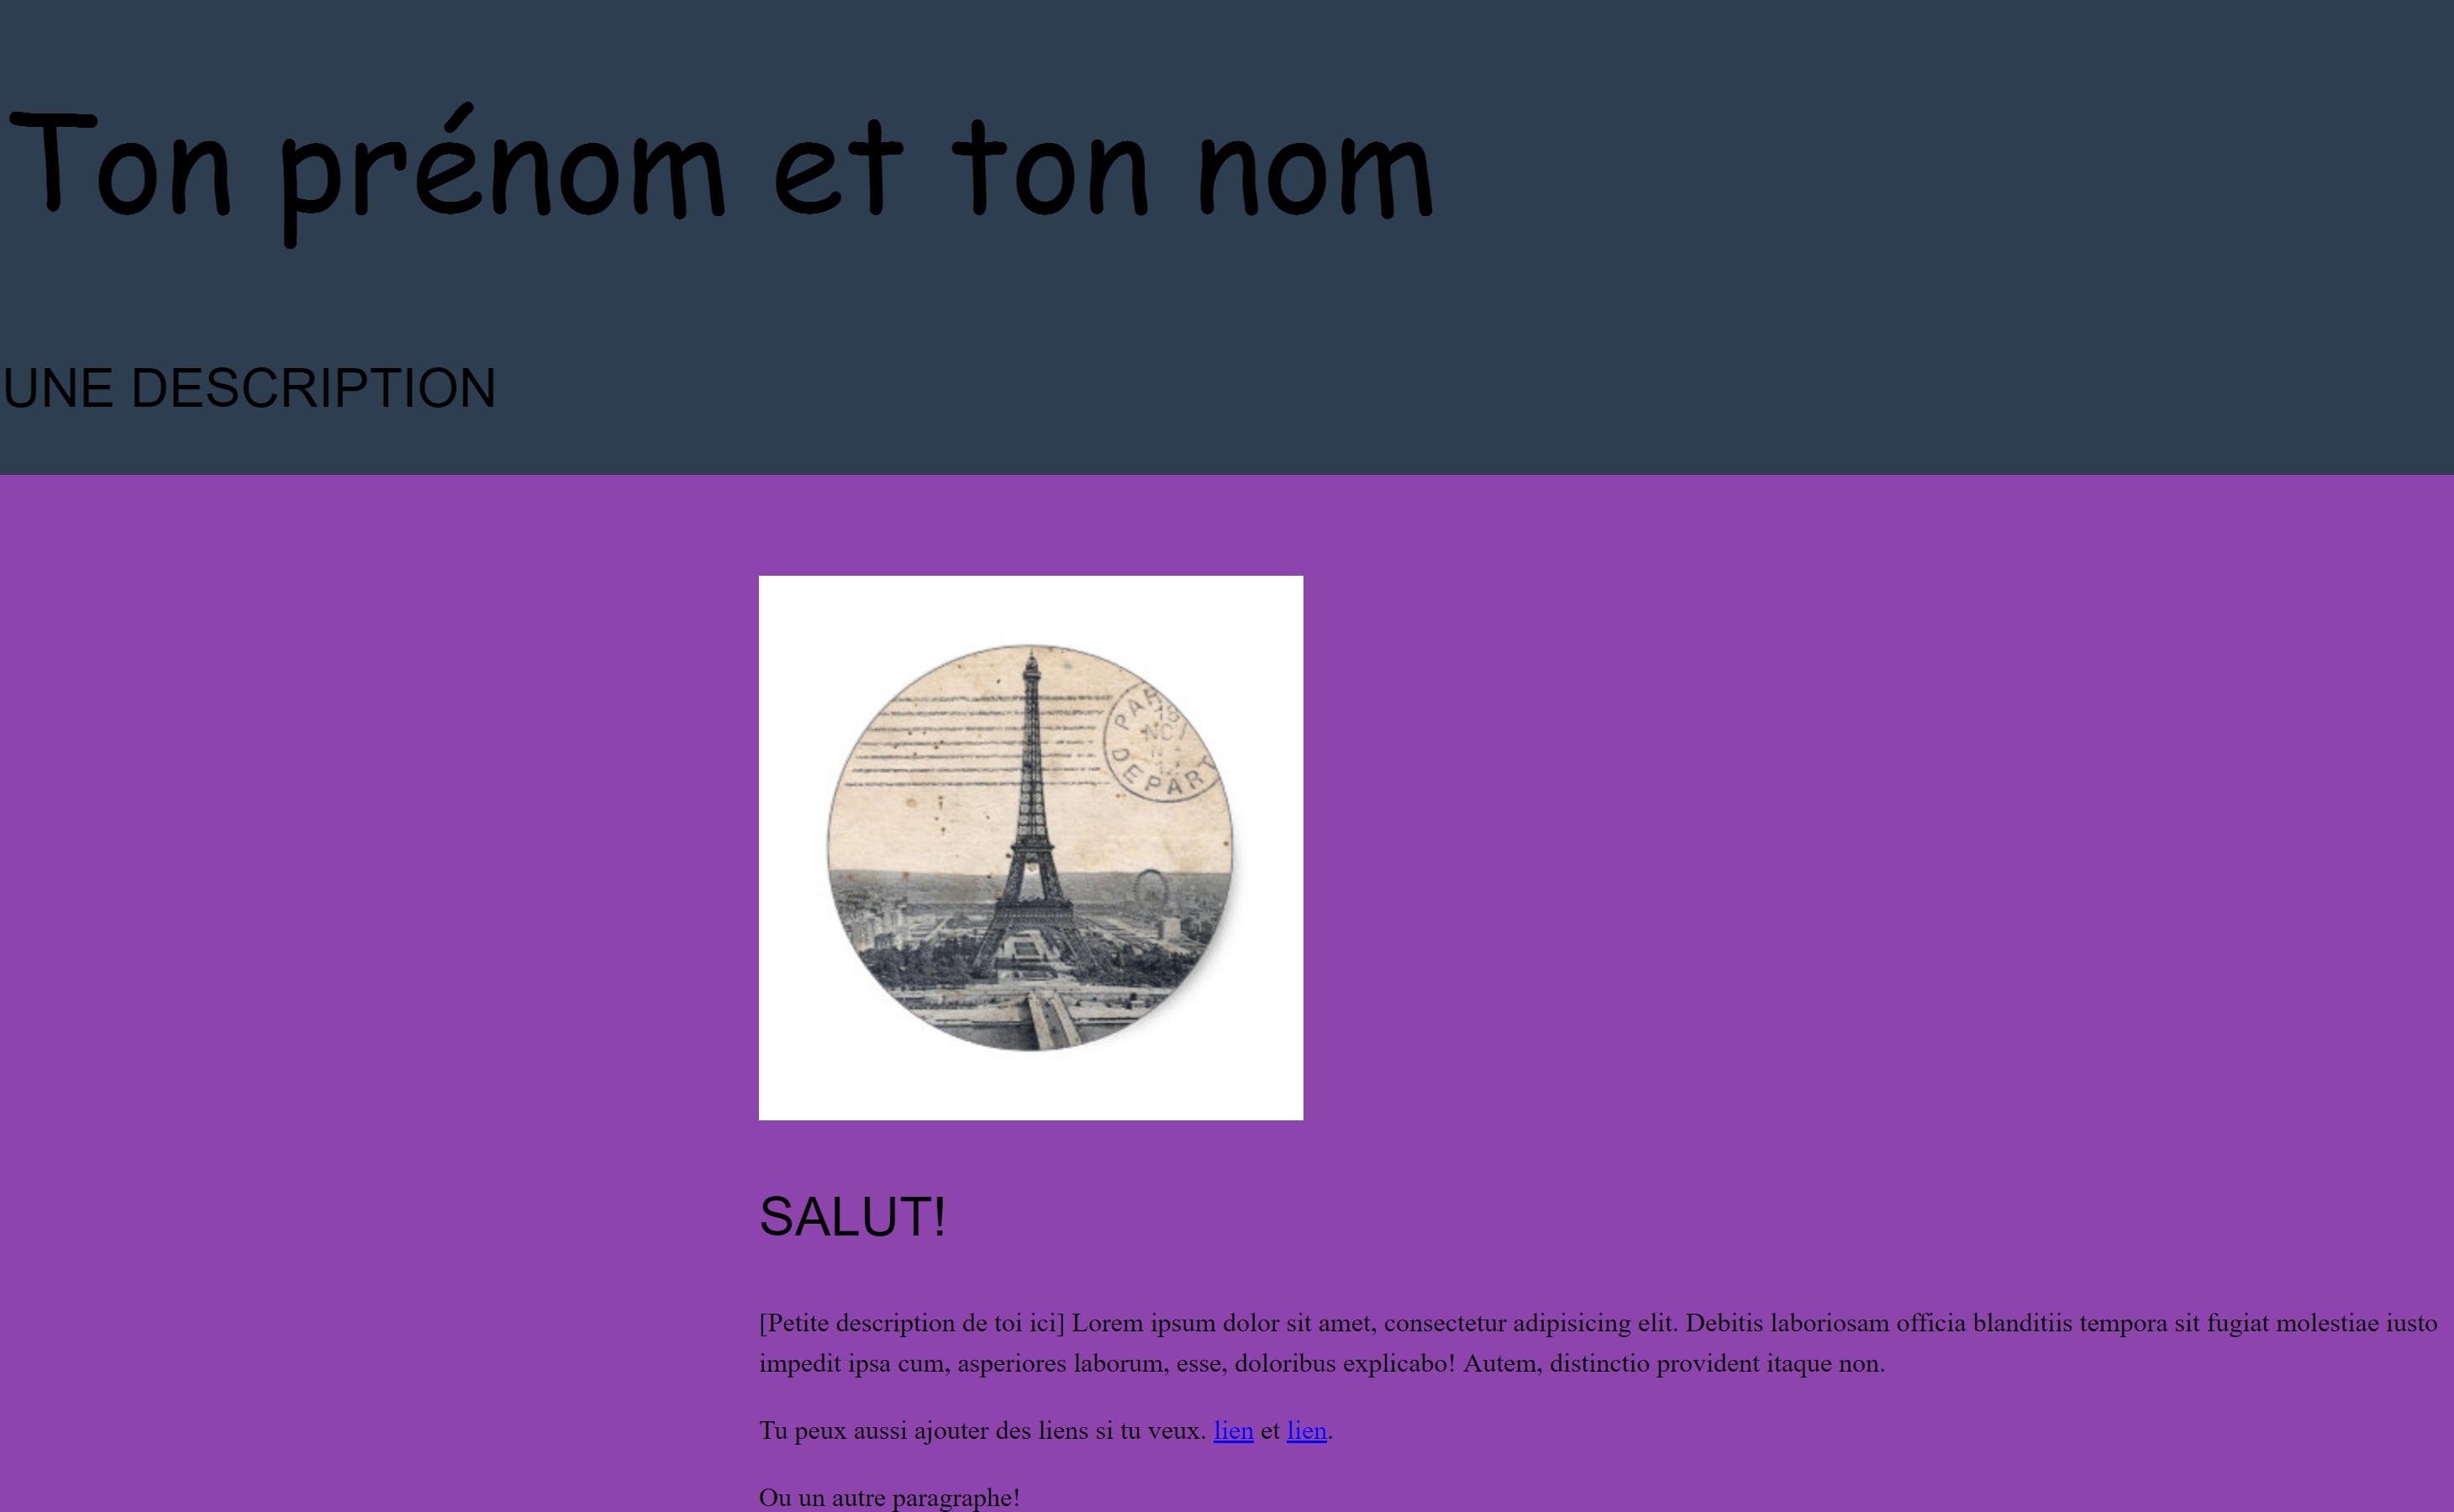 Ton prénom et ton nom
UNE DESCRIPTION
DEPART
SALUT!
[Petite description de toi ici] Lorem ipsum dolor sit amet, consectetur adipisicing elit. Debitis laboriosam officia blanditiis tempora sit fugiat molestiae iusto
impedit ipsa cum, asperiores laborum, esse, doloribus explicabo! Autem, distinctio provident itaque non.
Tu peux aussi ajouter des liens si tu veux. lien et lien.
Ou un autre paragraphe!